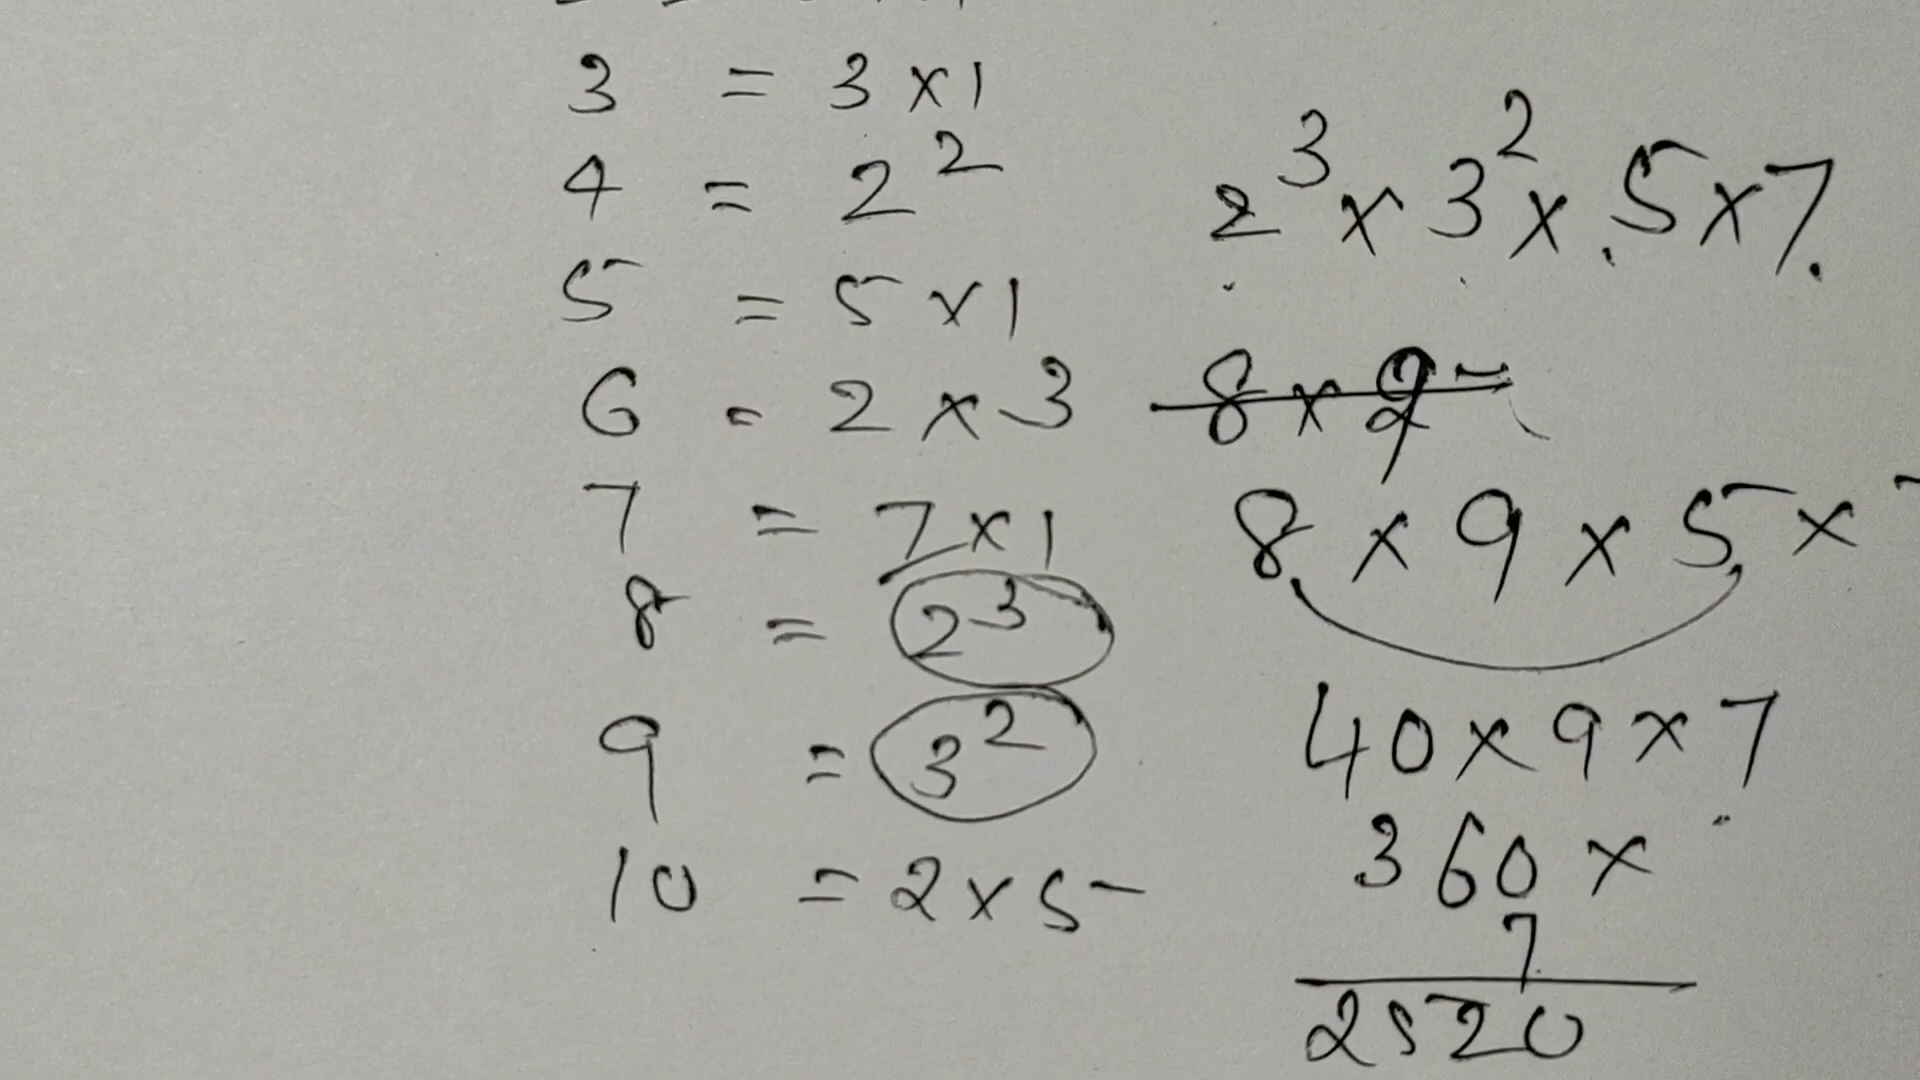 3 = 3 x 1
4 = 2²
5 = 5 x 1
6 = 2 x 3
7 = 7 x 1
8 = 2³
9 = 3²
10 = 2 x 5
2³ x 3² x 5 x 7
8 x 9 =
8 x 9 x 5 x
40 x 9 x 7
360 x
7
2520